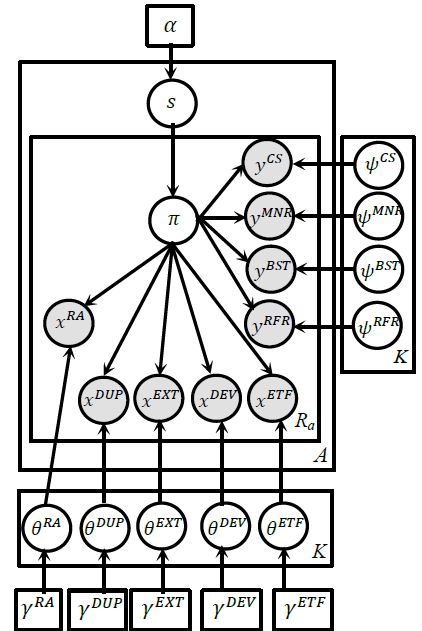 α
s
y^{CS} ψ^{CS}
π y^{MNR} ψ^{MNR}
y^{BST} ψ^{BST}
x^{RA} y^{RFR} ψ^{RFR}
K
x^{DUP} x^{EXT} x^{DEV} x^{ETF} R_a
A
θ^{RA} θ^{DUP} θ^{EXT} θ^{DEV} θ^{ETF} K
γ^{RA} γ^{DUP} γ^{EXT} γ^{DEV} γ^{ETF}